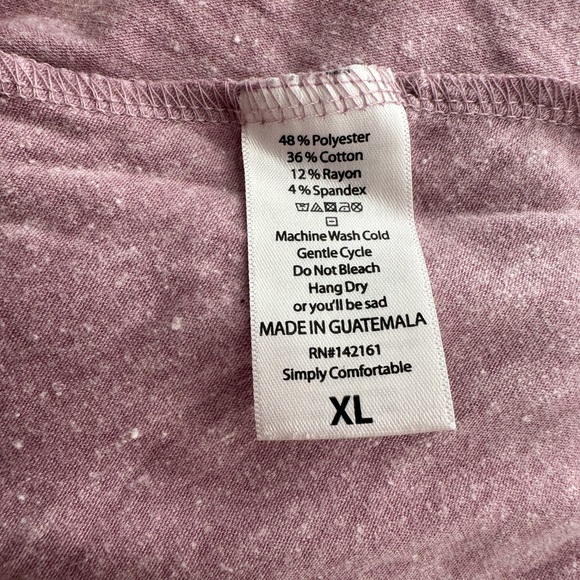 48 % Polyester
36 % Cotton
12 % Rayon
4 % Spandex
Machine Wash Cold
Gentle Cycle
Do Not Bleach
Hang Dry
or you'll be sad
MADE IN GUATEMALA
RN#142161
Simply Comfortable
XL